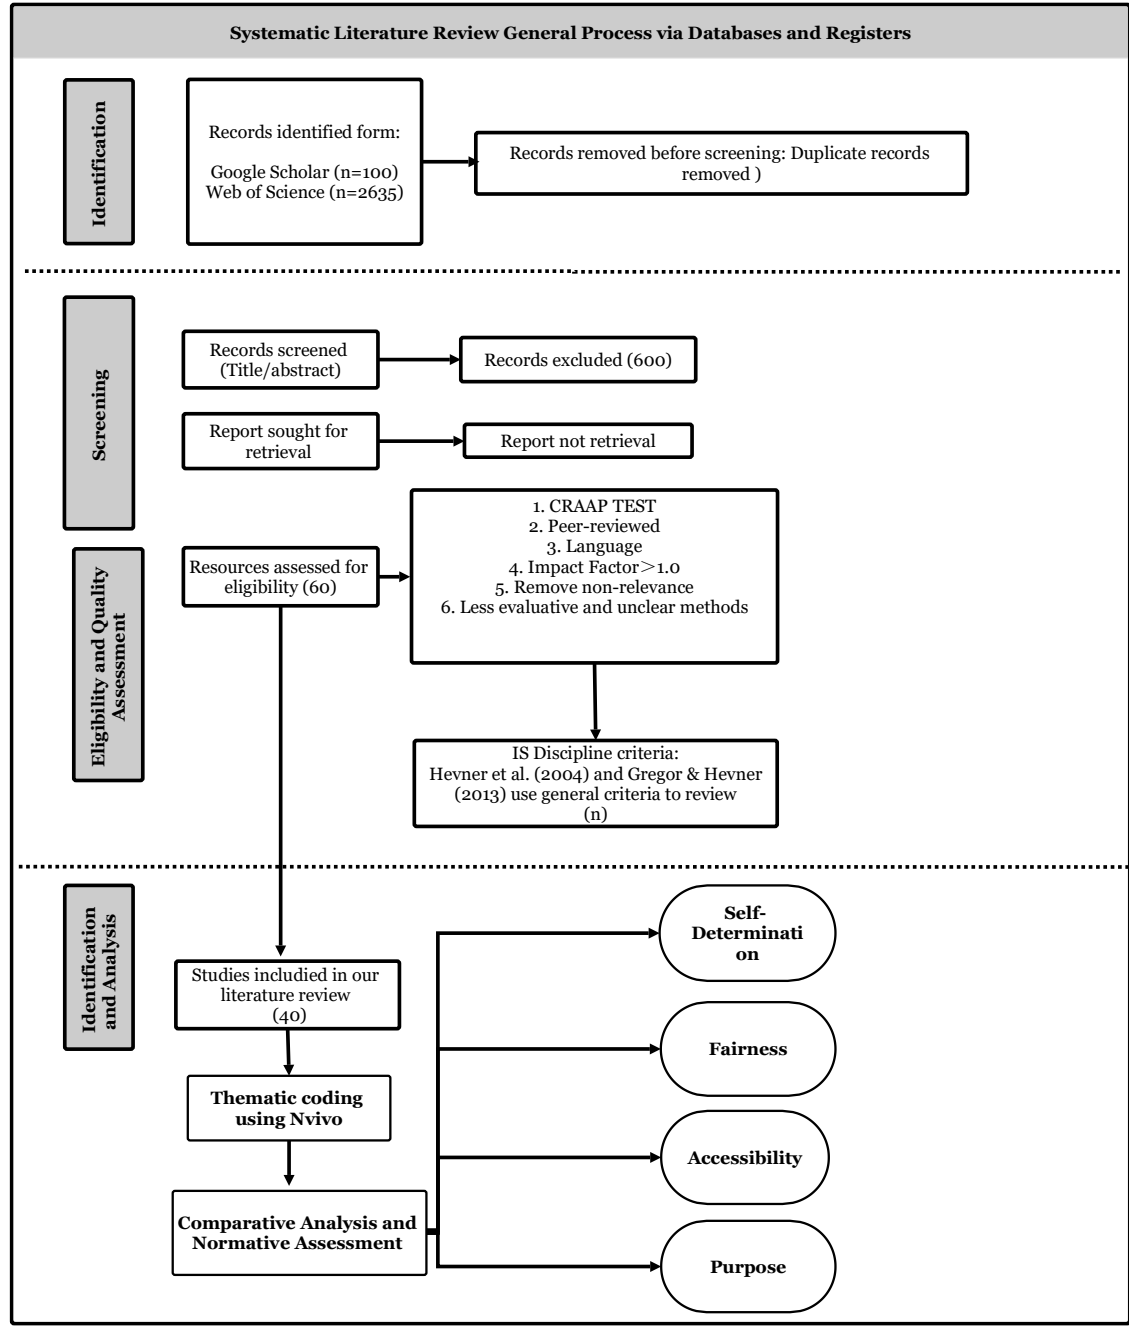 Systematic Literature Review General Process via Databases and Registers
Identification
Records identified form:
Google Scholar (n=100)
Web of Science (n=2635)
Records removed before screening: Duplicate records
removed )
Screening
Records screened
(Title/abstract)
Records excluded (600)
Report sought for
retrieval
Report not retrieval
Eligibility and Quality
Assessment
Resources assessed for
eligibility (60)
1. CRAAP TEST
2. Peer-reviewed
3. Language
4. Impact Factor>1.0
5. Remove non-relevance
6. Less evaluative and unclear methods
IS Discipline criteria:
Hevner et al. (2004) and Gregor & Hevner
(2013) use general criteria to review
(n)
Identification
and Analysis
Studies includied in our
literature review
(40)
Thematic coding
using Nvivo
Comparative Analysis and
Normative Assessment
Self-
Determinati
on
Fairness
Accessibility
Purpose